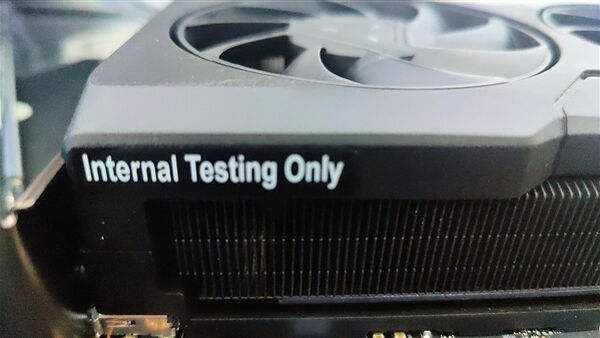 Internal Testing Only